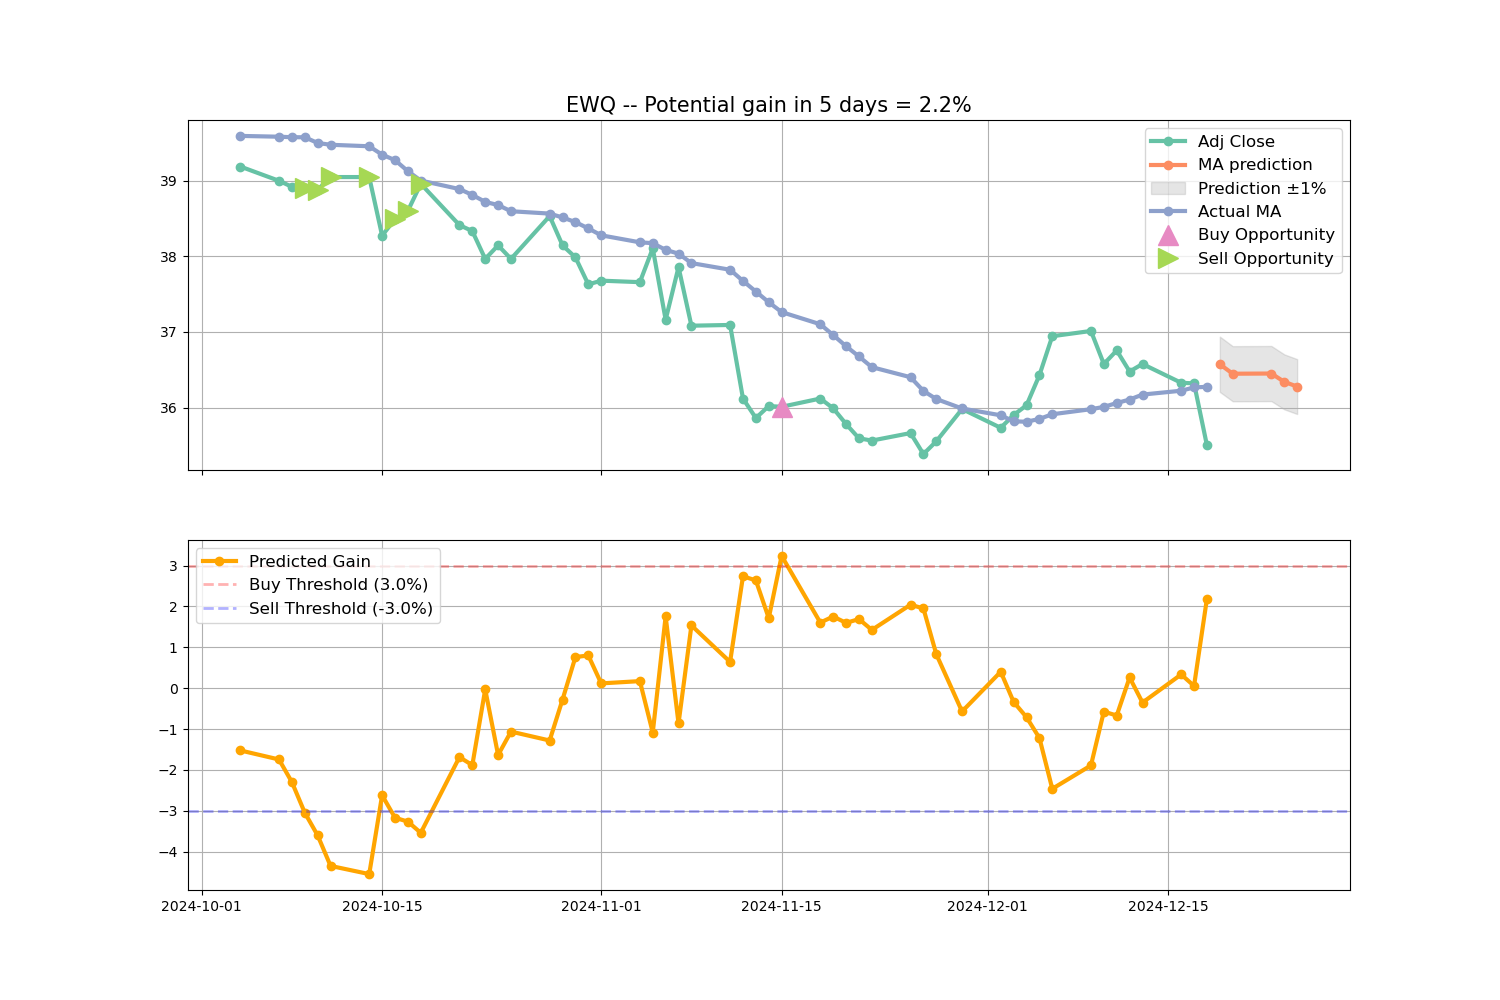 EWQ -- Potential gain in 5 days = 2.2%
39
38
37
36
Adj Close
MA prediction
Prediction ±1%
Actual MA
Buy Opportunity
Sell Opportunity
3
2
1
0
−1
−2
−3
−4
Predicted Gain
Buy Threshold (3.0%)
Sell Threshold (-3.0%)
2024-10-01
2024-10-15
2024-11-01
2024-11-15
2024-12-01
2024-12-15